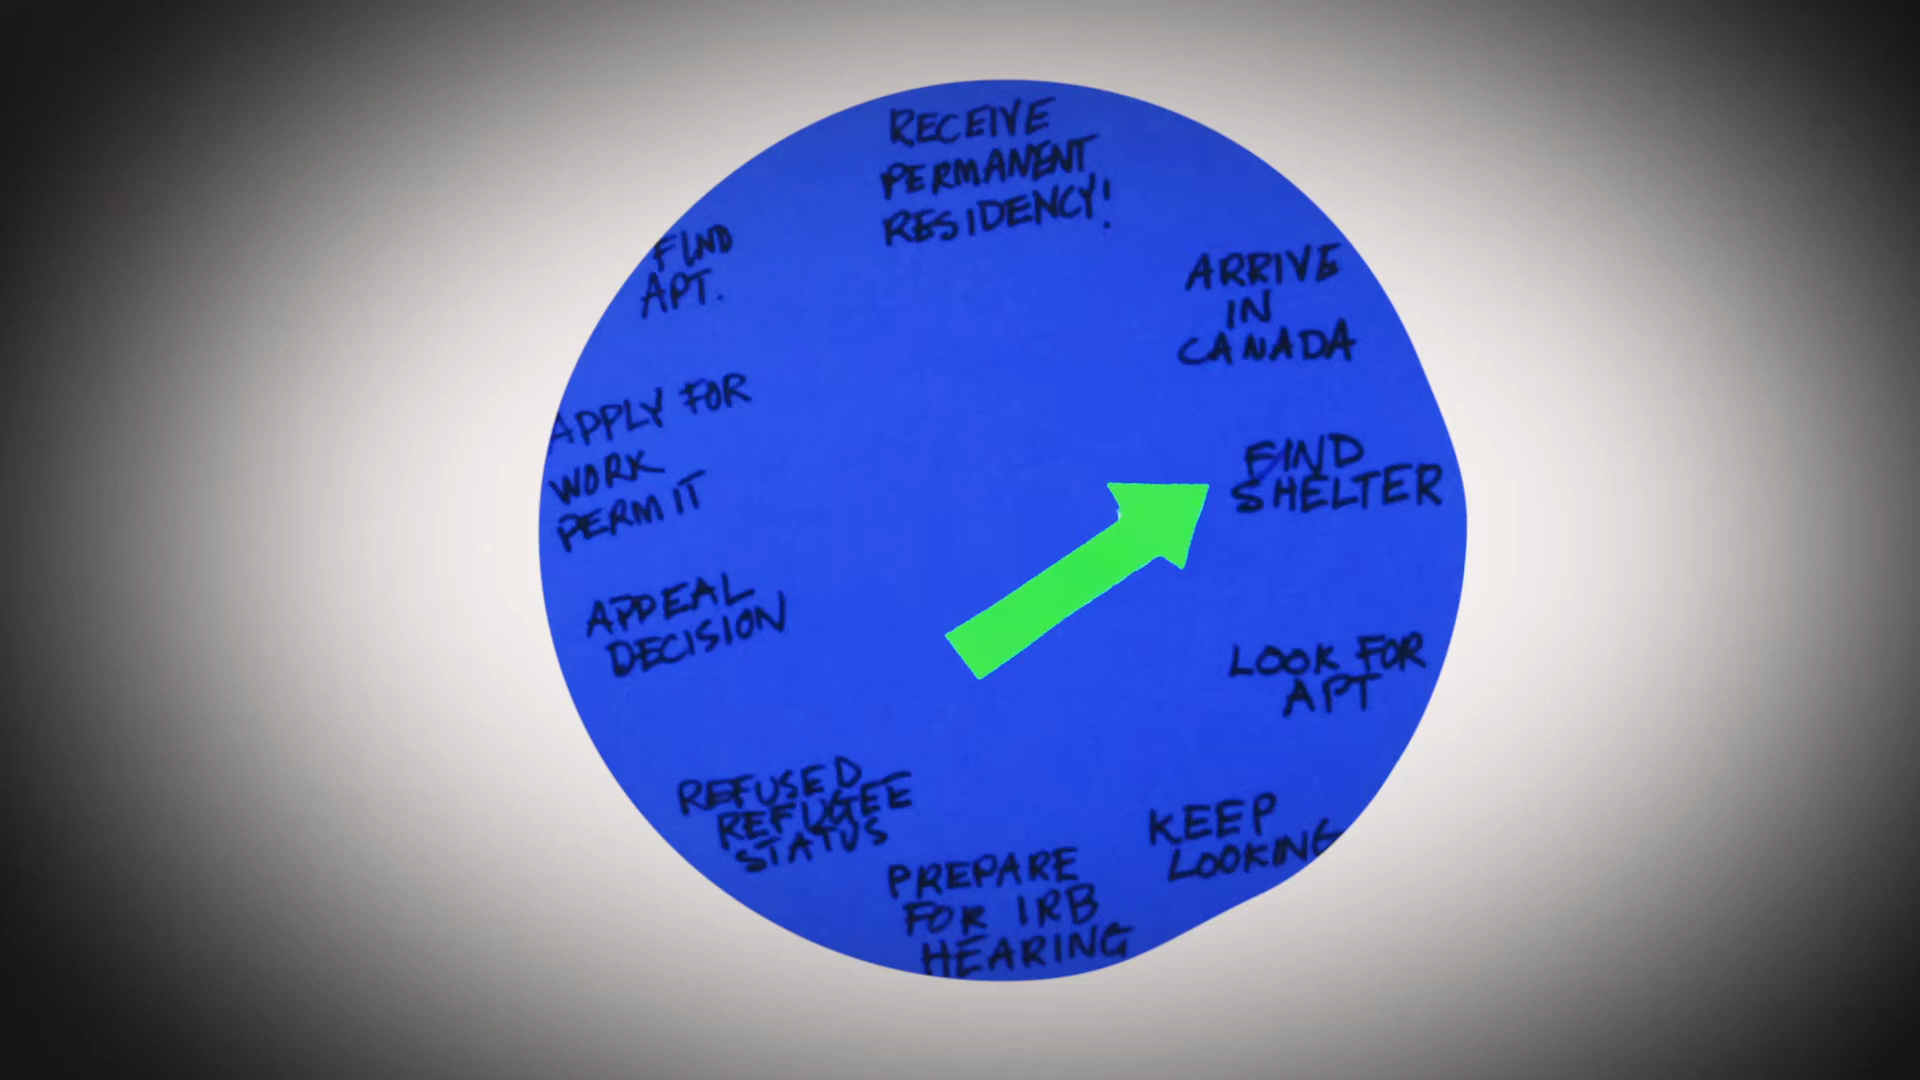 RECEIVE
PERMANENT
RESIDENCY!
ARRIVE
IN
CANADA
FIND
SHELTER
LOOK FOR
APT
KEEP
LOOKING
PREPARE
FOR IRB
HEARING
REFUSED
REFUGEE
STATUS
APPEAL
DECISION
APPLY FOR
WORK
PERMIT
FIND
APT.